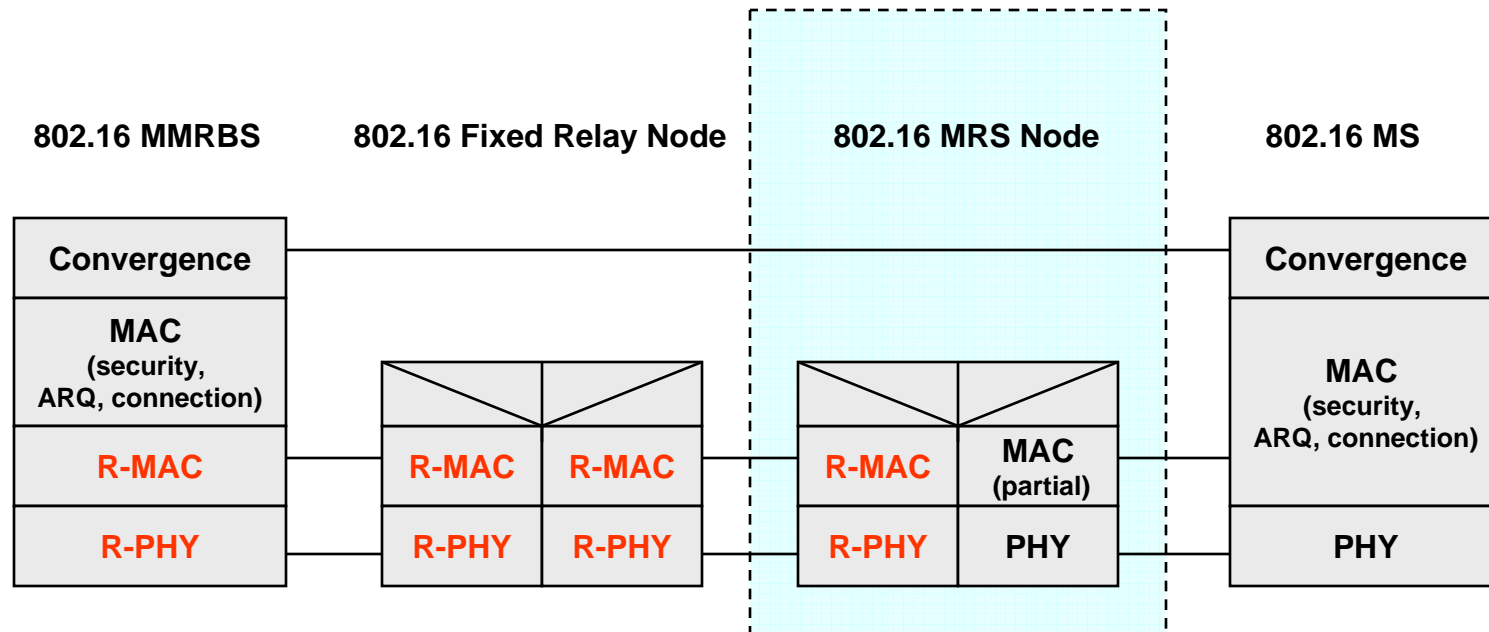 802.16 MMRBS
802.16 Fixed Relay Node
802.16 MRS Node
802.16 MS
Convergence
MAC
(security,
ARQ, connection)
R-MAC
R-PHY
R-MAC
R-MAC
R-PHY
R-PHY
R-MAC
MAC
(partial)
R-PHY
PHY
Convergence
MAC
(security,
ARQ, connection)
PHY